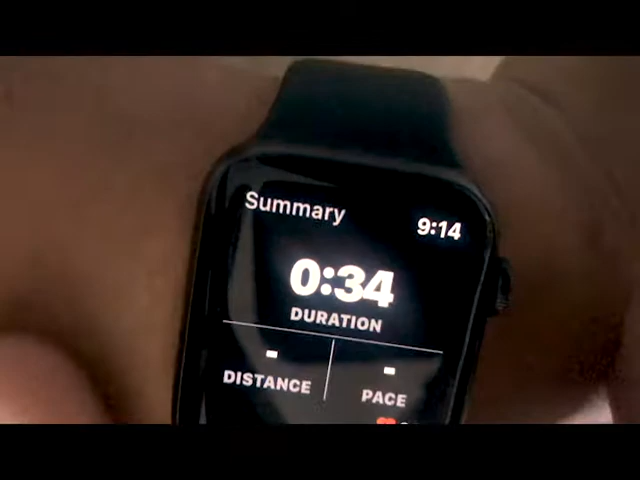 Summary
9:14
0:34
DURATION
-
DISTANCE
-
PACE